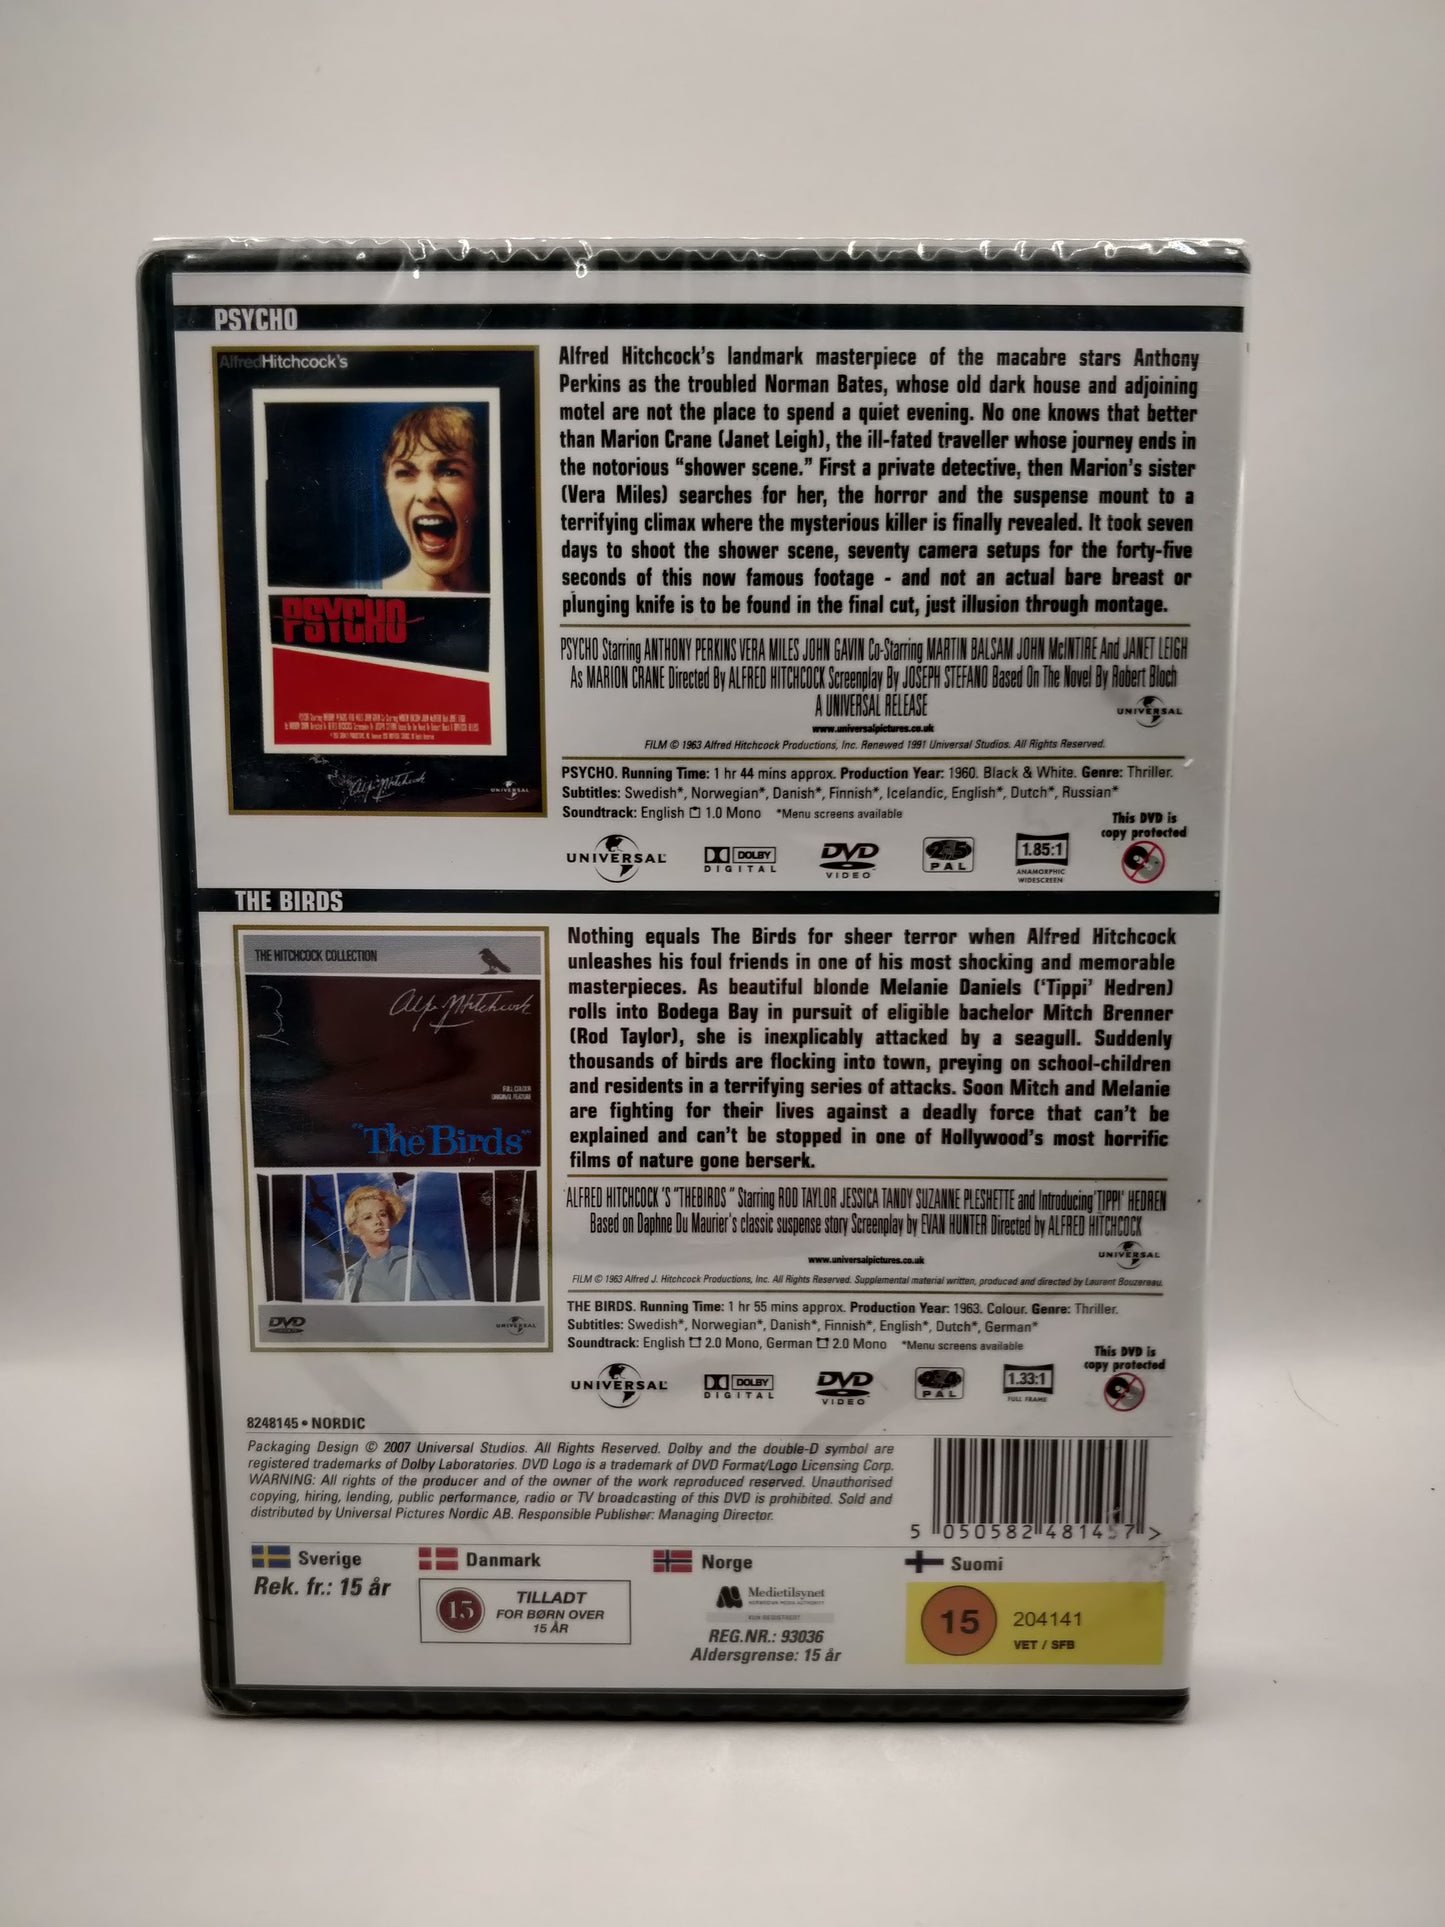 PSYCHO
AlfredHitchcock's
PSYCHO
UNIVERSAL
Alfred Hitchcock's landmark masterpiece of the macabre stars Anthony
Perkins as the troubled Norman Bates, whose old dark house and adjoining
motel are not the place to spend a quiet evening. No one knows that better
than Marion Crane (Janet Leigh), the ill-fated traveller whose journey ends in
the notorious “shower scene.” First a private detective, then Marion's sister
(Vera Miles) searches for her, the horror and the suspense mount to a
terrifying climax where the mysterious killer is finally revealed. It took seven
days to shoot the shower scene, seventy camera setups for the forty-five
seconds of this now famous footage - and not an actual bare breast or
plunging knife is to be found in the final cut, just illusion through montage.
PSYCHO Starring ANTHONY PERKINS VERA MILES JOHN GAVIN Co-Starring MARTIN BALSAM JOHN McINTIRE And JANET LEIGH
As MARION CRANE Directed By ALFRED HITCHCOCK Screenplay By JOSEPH STEFANO Based On The Novel By Robert Bloch
A UNIVERSAL RELEASE
UNIVERSAL
www.universalpictures.co.uk
FILM © 1963 Alfred Hitchcock Productions, Inc. Renewed 1991 Universal Studios. All Rights Reserved.
PSYCHO. Running Time: 1 hr 44 mins approx. Production Year: 1960. Black & White. Genre: Thriller.
Subtitles: Swedish*, Norwegian*, Danish*, Finnish*, Icelandic, English*, Dutch*, Russian*
Soundtrack: English 1.0 Mono *Menu screens available
This DVD is
copy protected
UNIVERSAL
DOLBY
DIGITAL
DVD
VIDEO
2-5
PAL
1.85:1
ANAMORPHIC
WIDESCREEN
THE BIRDS
THE HITCHCOCK COLLECTION
Alfred Hitchcock
FULL COLOUR
ORIGINAL FEATURE
"The Birds"
DVD
UNIVERSAL
Nothing equals The Birds for sheer terror when Alfred Hitchcock
unleashes his foul friends in one of his most shocking and memorable
masterpieces. As beautiful blonde Melanie Daniels (‘Tippi’ Hedren)
rolls into Bodega Bay in pursuit of eligible bachelor Mitch Brenner
(Rod Taylor), she is inexplicably attacked by a seagull. Suddenly
thousands of birds are flocking into town, preying on school-children
and residents in a terrifying series of attacks. Soon Mitch and Melanie
are fighting for their lives against a deadly force that can't be
explained and can't be stopped in one of Hollywood's most horrific
films of nature gone berserk.
ALFRED HITCHCOCK 'S "THEBIRDS " Starring ROD TAYLOR JESSICA TANDY SUZANNE PLESHETTE and Introducing'TIPPI' HEDREN
Based on Daphne Du Maurier's classic suspense story Screenplay by EVAN HUNTER Directed by ALFRED HITCHCOCK
UNIVERSAL
www.universalpictures.co.uk
FILM © 1963 Alfred J. Hitchcock Productions, Inc. All Rights Reserved. Supplemental material written, produced and directed by Laurent Bouzereau.
THE BIRDS. Running Time: 1 hr 55 mins approx. Production Year: 1963. Colour. Genre: Thriller.
Subtitles: Swedish*, Norwegian*, Danish*, Finnish*, English*, Dutch*, German*
Soundtrack: English 2.0 Mono, German 2.0 Mono *Menu screens available
This DVD is
copy protected
UNIVERSAL
DOLBY
DIGITAL
DVD
VIDEO
2-4
PAL
1.33:1
FULL FRAME
8248145 • NORDIC
Packaging Design © 2007 Universal Studios. All Rights Reserved. Dolby and the double-D symbol are
registered trademarks of Dolby Laboratories. DVD Logo is a trademark of DVD Format/Logo Licensing Corp.
WARNING: All rights of the producer and of the owner of the work reproduced reserved. Unauthorised
copying, hiring, lending, public performance, radio or TV broadcasting of this DVD is prohibited. Sold and
distributed by Universal Pictures Nordic AB. Responsible Publisher: Managing Director.
5 050582 481457 >
Sverige
Rek. fr.: 15 år
Danmark
15
TILLADT
FOR BØRN OVER
15 ÅR
Norge
Medietilsynet
NORWEGIAN MEDIA AUTHORITY
KUN REGISTRERT
REG.NR.: 93036
Aldersgrense: 15 år
Suomi
15
204141
VET / SFB